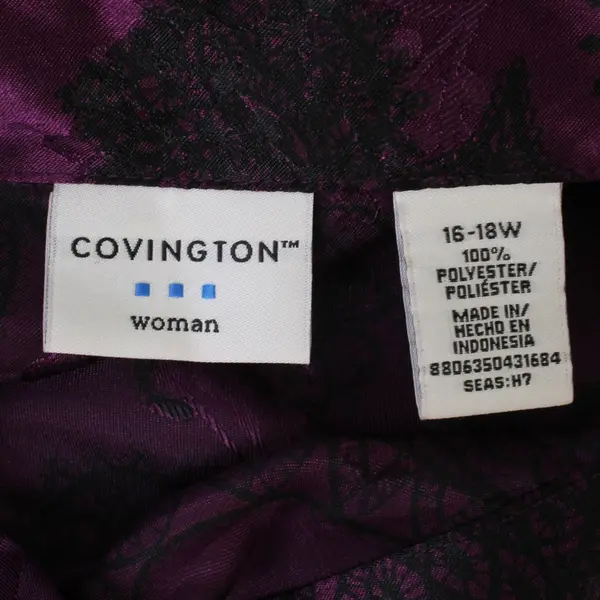 COVINGTON™
woman
16-18W
100%
POLYESTER/
POLIÉSTER
MADE IN/
HECHO EN
INDONESIA
8806350431684
SEAS:H7